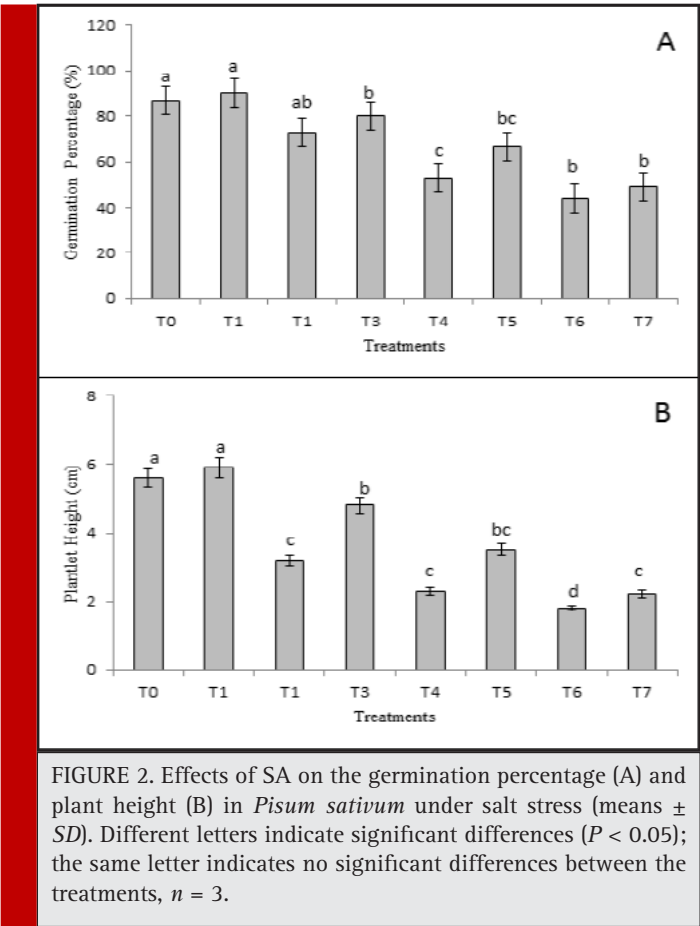 A
120
100
80
60
40
20
0
Germination Percentage (%)
a
a
ab
b
c
bc
b
b
T0 T1 T1 T3 T4 T5 T6 T7
Treatments
B
8
6
4
2
0
Plantlet Height (cm)
a
a
c
b
c
bc
d
c
T0 T1 T1 T3 T4 T5 T6 T7
Treatments
FIGURE 2. Effects of SA on the germination percentage (A) and
plant height (B) in Pisum sativum under salt stress (means ±
SD). Different letters indicate significant differences (P < 0.05);
the same letter indicates no significant differences between the
treatments, n = 3.